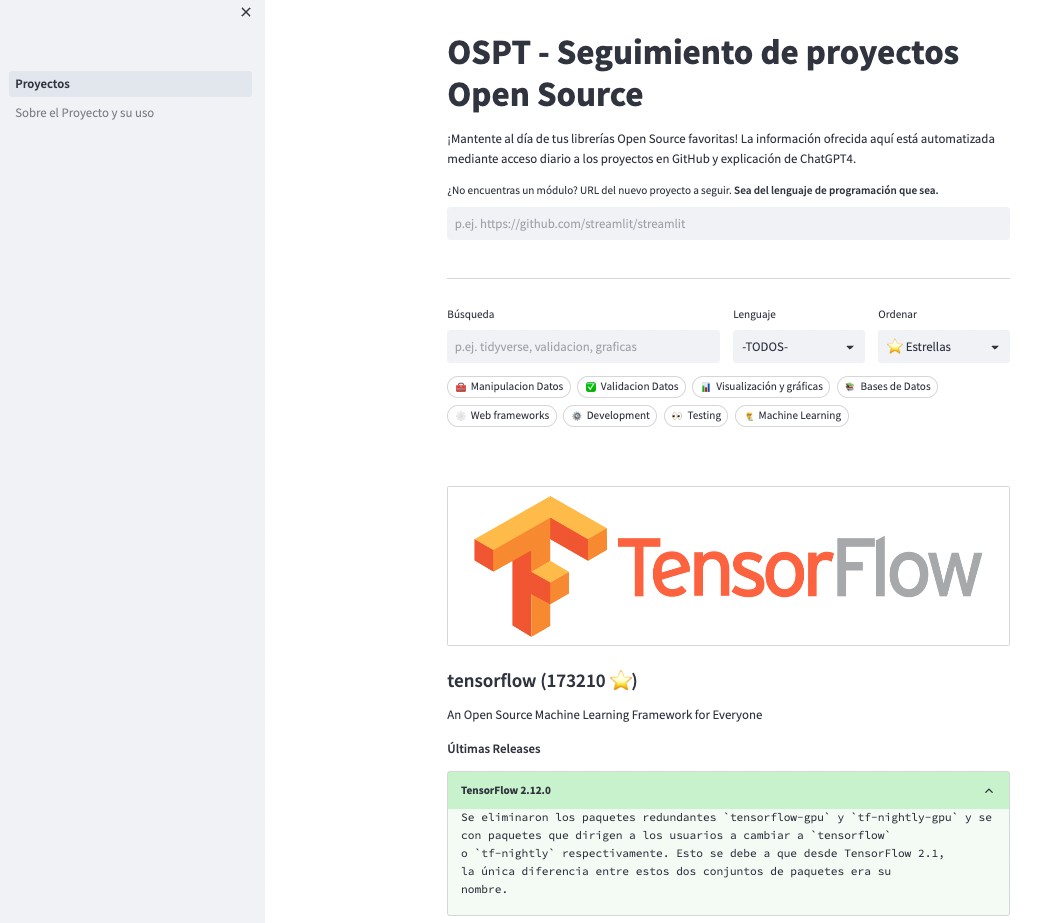 Proyectos
Sobre el Proyecto y su uso
OSPT - Seguimiento de proyectos
Open Source
¡Mantente al día de tus librerías Open Source favoritas! La información ofrecida aquí está automatizada
mediante acceso diario a los proyectos en GitHub y explicación de ChatGPT4.
¿No encuentras un módulo? URL del nuevo proyecto a seguir. Sea del lenguaje de programación que sea.
p.ej. https://github.com/streamlit/streamlit
Búsqueda Lenguaje Ordenar
p.ej. tidyverse, validacion, graficas -TODOS- ⭐ Estrellas
🧰 Manipulacion Datos ✅ Validacion Datos 📊 Visualización y gráficas 📚 Bases de Datos
🕸 Web frameworks ⚙ Development 👀 Testing Machine Learning
TensorFlow
tensorflow (173210 ⭐)
An Open Source Machine Learning Framework for Everyone
Últimas Releases
TensorFlow 2.12.0
Se eliminaron los paquetes redundantes `tensorflow-gpu` y `tf-nightly-gpu` y se
con paquetes que dirigen a los usuarios a cambiar a `tensorflow`
o `tf-nightly` respectivamente. Esto se debe a que desde TensorFlow 2.1,
la única diferencia entre estos dos conjuntos de paquetes era su
nombre.